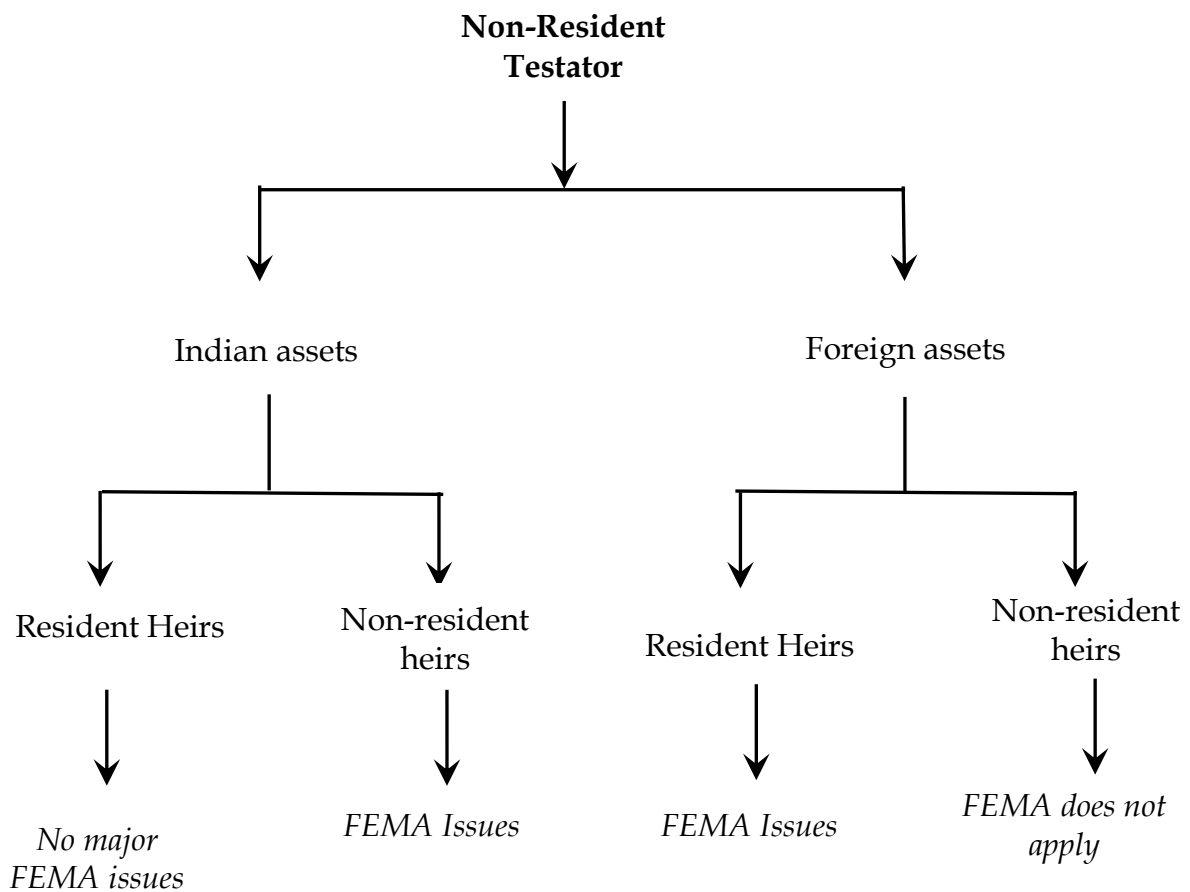 Non-Resident
Testator
Indian assets
Foreign assets
Resident Heirs
Non-resident
heirs
Resident Heirs
Non-resident
heirs
No major
FEMA issues
FEMA Issues
FEMA Issues
FEMA does not
apply